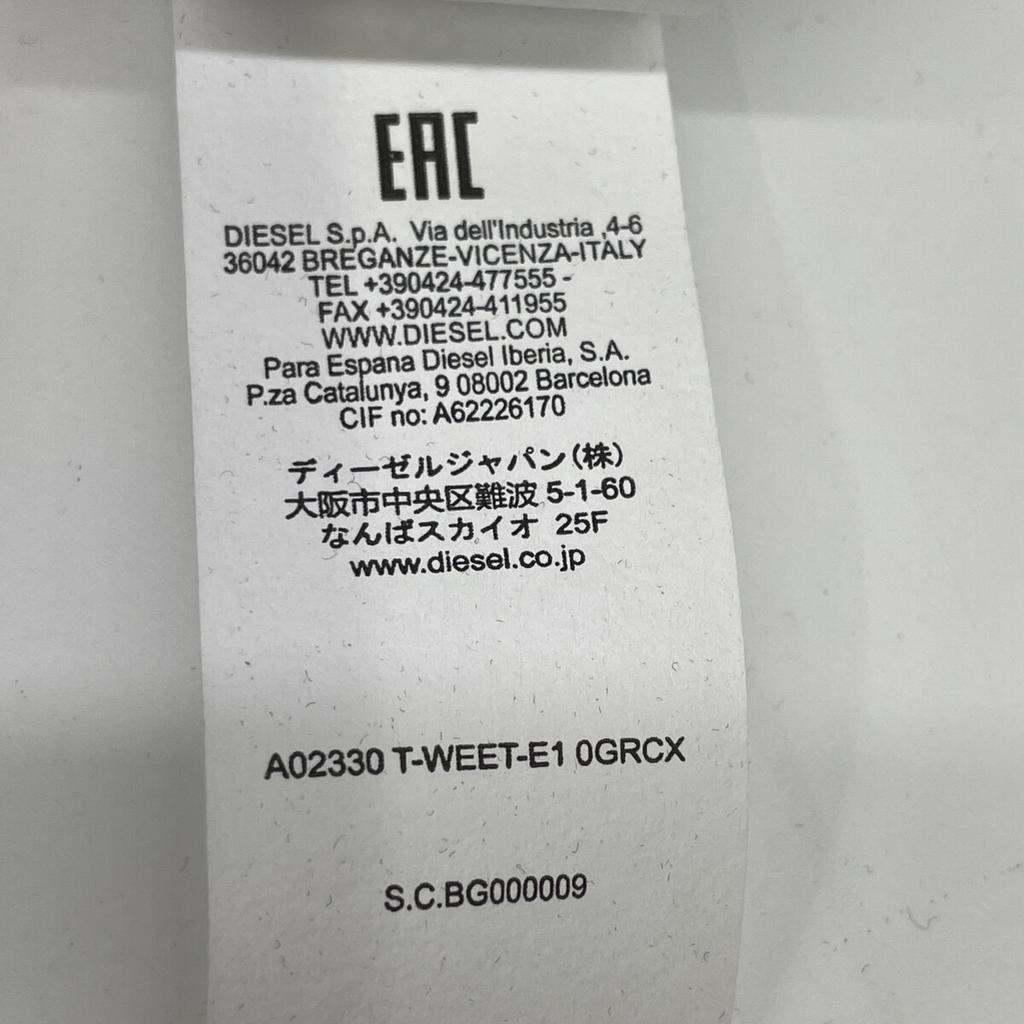 EAC
DIESEL S.p.A. Via dell'Industria ,4-6
36042 BREGANZE-VICENZA-ITALY
TEL +390424-477555 -
FAX +390424-411955
WWW.DIESEL.COM
Para Espana Diesel Iberia, S.A.
P.za Catalunya, 9 08002 Barcelona
CIF no: A62226170
ディーゼルジャパン(株)
大阪市中央区難波 5-1-60
なんばスカイオ 25F
www.diesel.co.jp
A02330 T-WEET-E1 0GRCX
S.C.BG000009